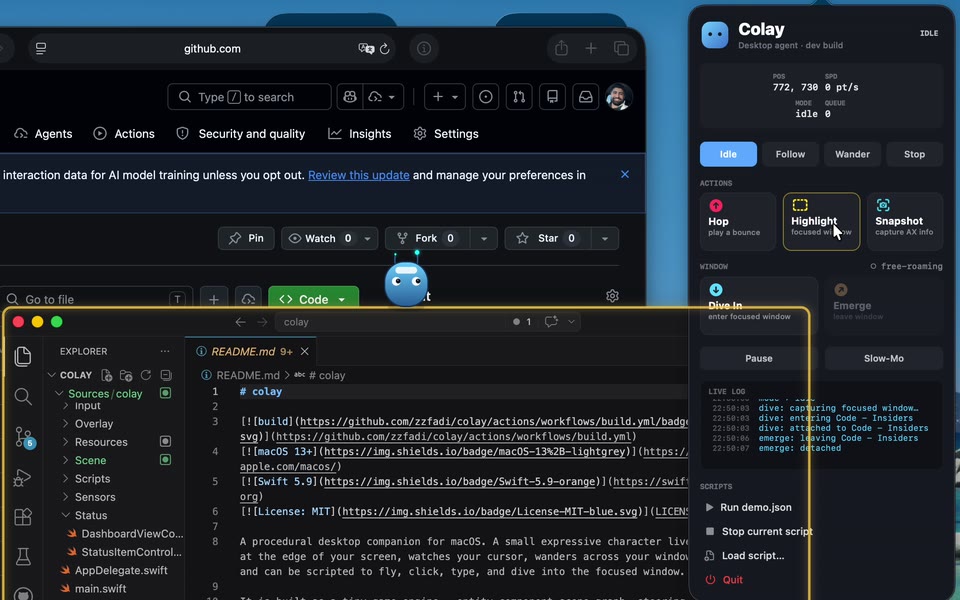 github.com
Type / to search
Agents
Actions
Security and quality
Insights
Settings
interaction data for AI model training unless you opt out. Review this update and manage your preferences in
Pin
Watch 0
Fork 0
Star 0
Go to file
T
Code
colay
1
EXPLORER
COLAY
Sources/colay
Input
Overlay
Resources
Scene
Scripts
Sensors
Status
DashboardViewCo...
StatusItemControl...
AppDelegate.swift
main.swift
5
README.md 9+
README.md > # colay
1 # colay
2
3 [![build](https://github.com/zzfadi/colay/actions/workflows/build.yml/badge
svg)](https://github.com/zzfadi/colay/actions/workflows/build.yml)
4 [![macOS 13+](https://img.shields.io/badge/macOS-13%2B-lightgrey)](https:/
apple.com/macos/)
5 [![Swift 5.9](https://img.shields.io/badge/Swift-5.9-orange)](https://swift
org)
6 [![License: MIT](https://img.shields.io/badge/License-MIT-blue.svg)](LICENS
7
8 A procedural desktop companion for macOS. A small expressive character live
at the edge of your screen, watches your cursor, wanders across your window
and can be scripted to fly, click, type, and dive into the focused window.
9
Colay
Desktop agent · dev build
IDLE
POS
772, 730
SPD
0 pt/s
MODE
idle
QUEUE
0
Idle
Follow
Wander
Stop
ACTIONS
Hop
play a bounce
Highlight
focused
Snapshot
capture AX info
WINDOW
free-roaming
Dive In
enter focused window
Emerge
leave window
Pause
Slow-Mo
LIVE LOG
22:50:03 dive: capturing focused window…
22:50:03 dive: entering Code – Insiders
22:50:03 dive: attached to Code – Insiders
22:50:06 emerge: leaving Code – Insiders
22:50:07 emerge: detached
SCRIPTS
Run demo.json
Stop current script
Load script...
Quit